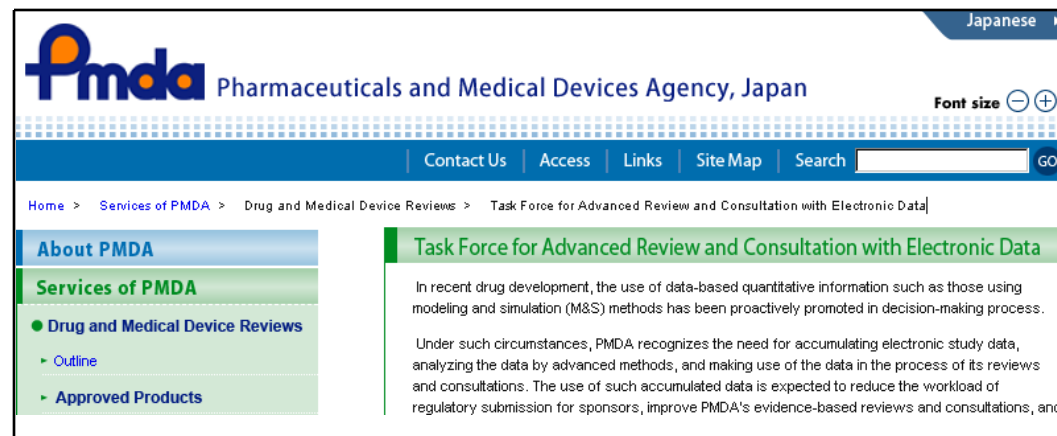 Japanese
Pmda Pharmaceuticals and Medical Devices Agency, Japan
Font size
Contact Us | Access | Links | Site Map | Search GO
Home > Services of PMDA > Drug and Medical Device Reviews > Task Force for Advanced Review and Consultation with Electronic Data
About PMDA
Services of PMDA
Drug and Medical Device Reviews
Outline
Approved Products
Task Force for Advanced Review and Consultation with Electronic Data
In recent drug development, the use of data-based quantitative information such as those using
modeling and simulation (M&S) methods has been proactively promoted in decision-making process.
Under such circumstances, PMDA recognizes the need for accumulating electronic study data,
analyzing the data by advanced methods, and making use of the data in the process of its reviews
and consultations. The use of such accumulated data is expected to reduce the workload of
regulatory submission for sponsors, improve PMDA's evidence-based reviews and consultations, and